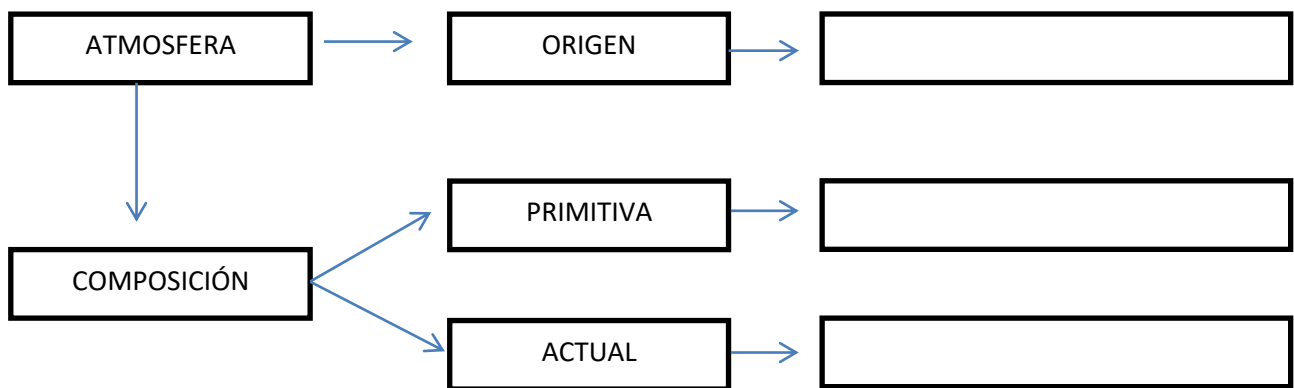 ATMOSFERA
ORIGEN
PRIMITIVA
COMPOSICIÓN
ACTUAL